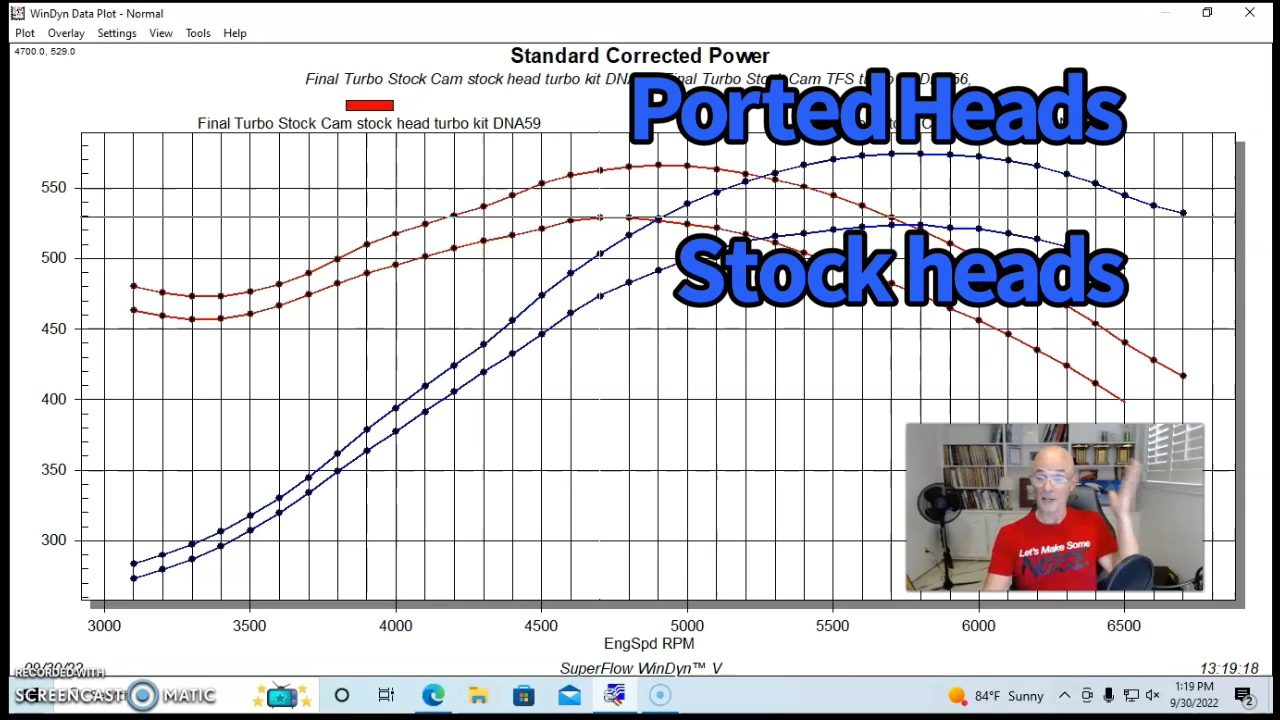 WinDyn Data Plot - Normal
Plot Overlay Settings View Tools Help
4700.0, 529.0
Standard Corrected Power
Final Turbo Stock Cam stock head turbo kit Final Turbo Stock Cam TFS
Final Turbo Stock Cam stock head turbo kit DNA59
Ported Heads
Stock heads
550
500
450
400
350
300
Let's Make Some
NOISE
3000 3500 4000 4500 5000 5500 6000 6500
EngSpd RPM
SuperFlow WinDyn™ V
13:19:18
RECORDED WITH
SCREENCAST MATIC
84°F Sunny
1:19 PM
9/30/2022
2